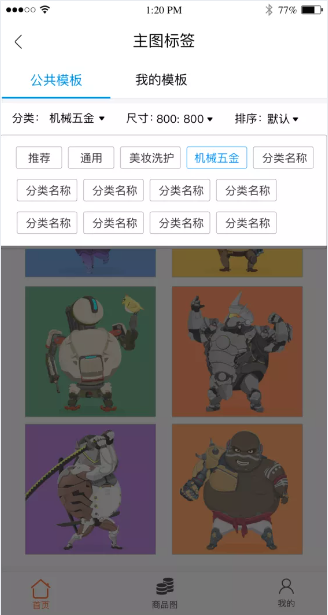 1:20 PM 77%
主图标签
公共模板 我的模板
分类: 机械五金 尺寸: 800: 800 排序: 默认
推荐 通用 美妆洗护 机械五金 分类名称
分类名称 分类名称 分类名称 分类名称
分类名称 分类名称 分类名称 分类名称
首页 商品图 我的